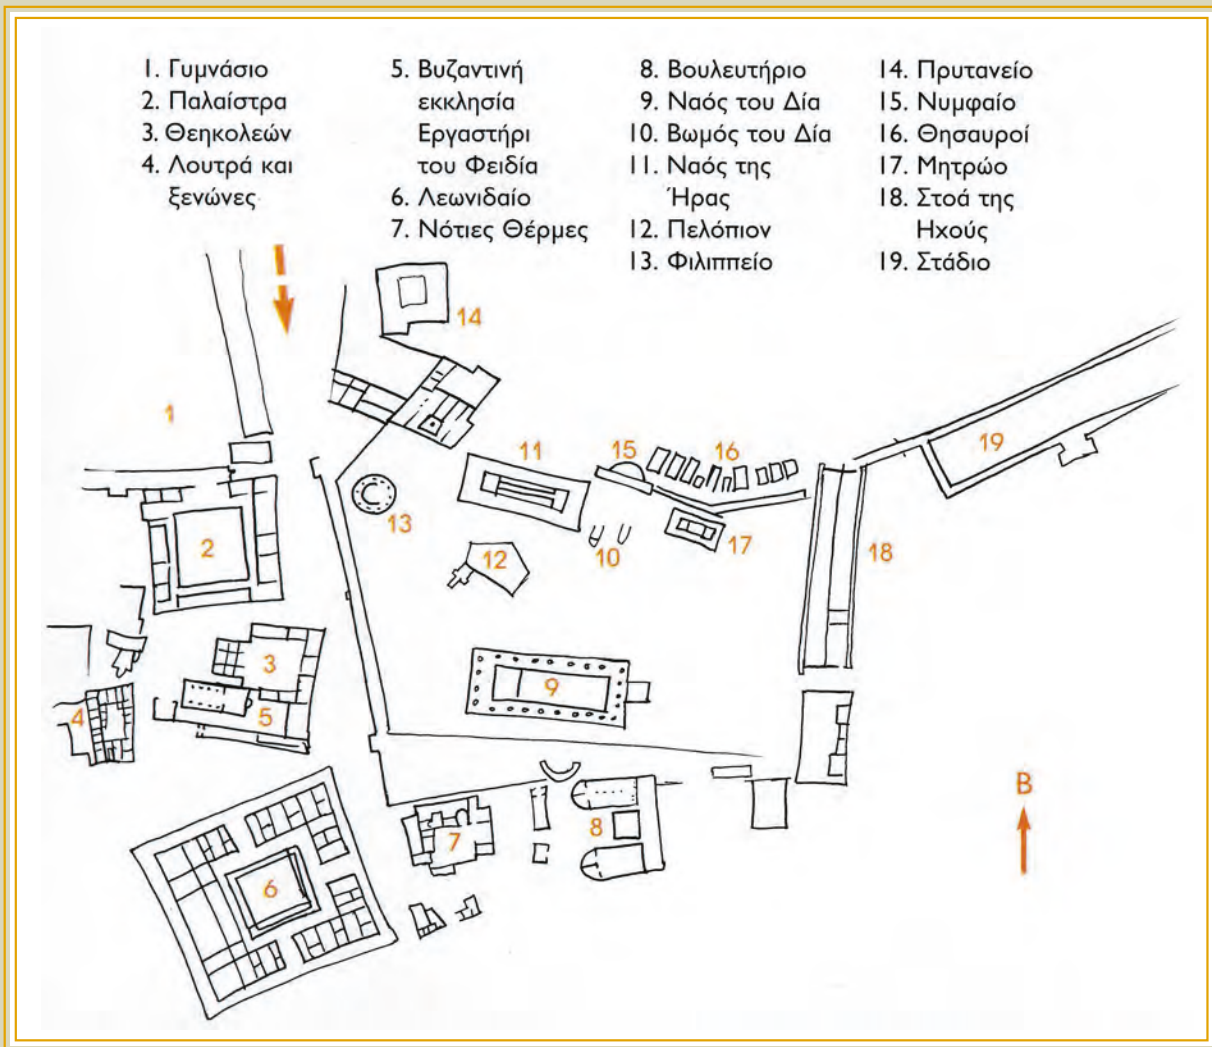 1. Γυμνάσιο
2. Παλαίστρα
3. Θεηκολεών
4. Λουτρά και
ξενώνες
5. Βυζαντινή
εκκλησία
Εργαστήρι
του Φειδία
6. Λεωνιδαίο
7. Νότιες Θέρμες
8. Βουλευτήριο
9. Ναός του Δία
10. Βωμός του Δία
11. Ναός της
Ήρας
12. Πελόπιον
13. Φιλιππείο
14. Πρυτανείο
15. Νυμφαίο
16. Θησαυροί
17. Μητρώο
18. Στοά της
Ηχούς
19. Στάδιο
14
1
11
15
16
19
13
2
10
17
18
12
3
9
4
5
Β
7
8
6